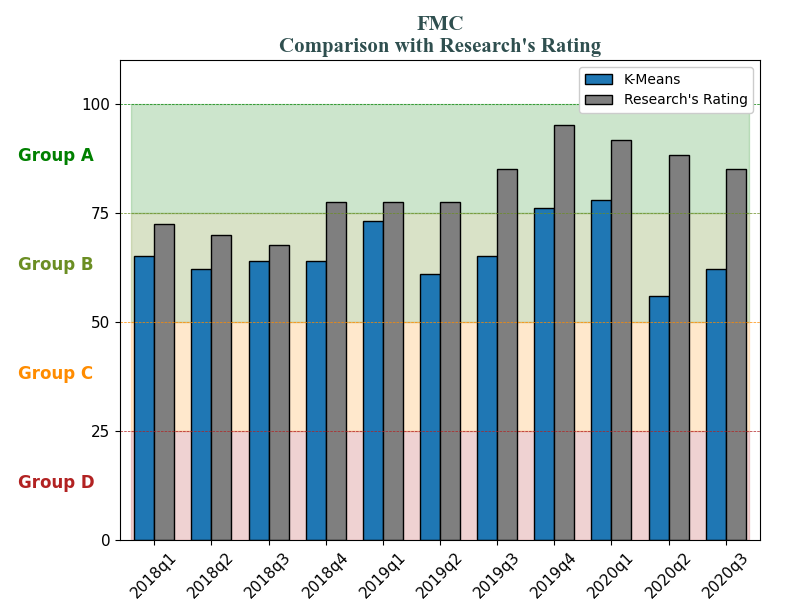 FMC
Comparison with Research's Rating
K-Means
Research's Rating
100
Group A
75
Group B
50
Group C
25
Group D
0
2018q1 2018q2 2018q3 2018q4 2019q1 2019q2 2019q3 2019q4 2020q1 2020q2 2020q3